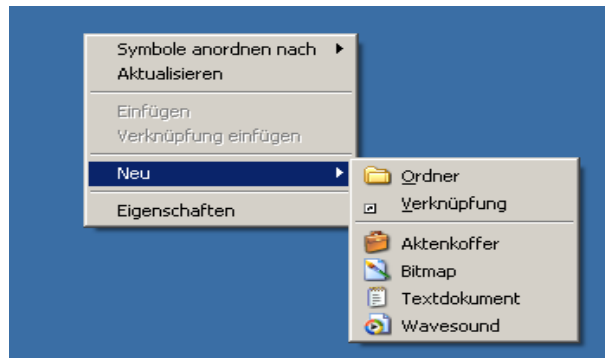 Symbole anordnen nach
Aktualisieren
Einfügen
Verknüpfung einfügen
Neu
Eigenschaften
Ordner
Verknüpfung
Aktenkoffer
Bitmap
Textdokument
Wavesound